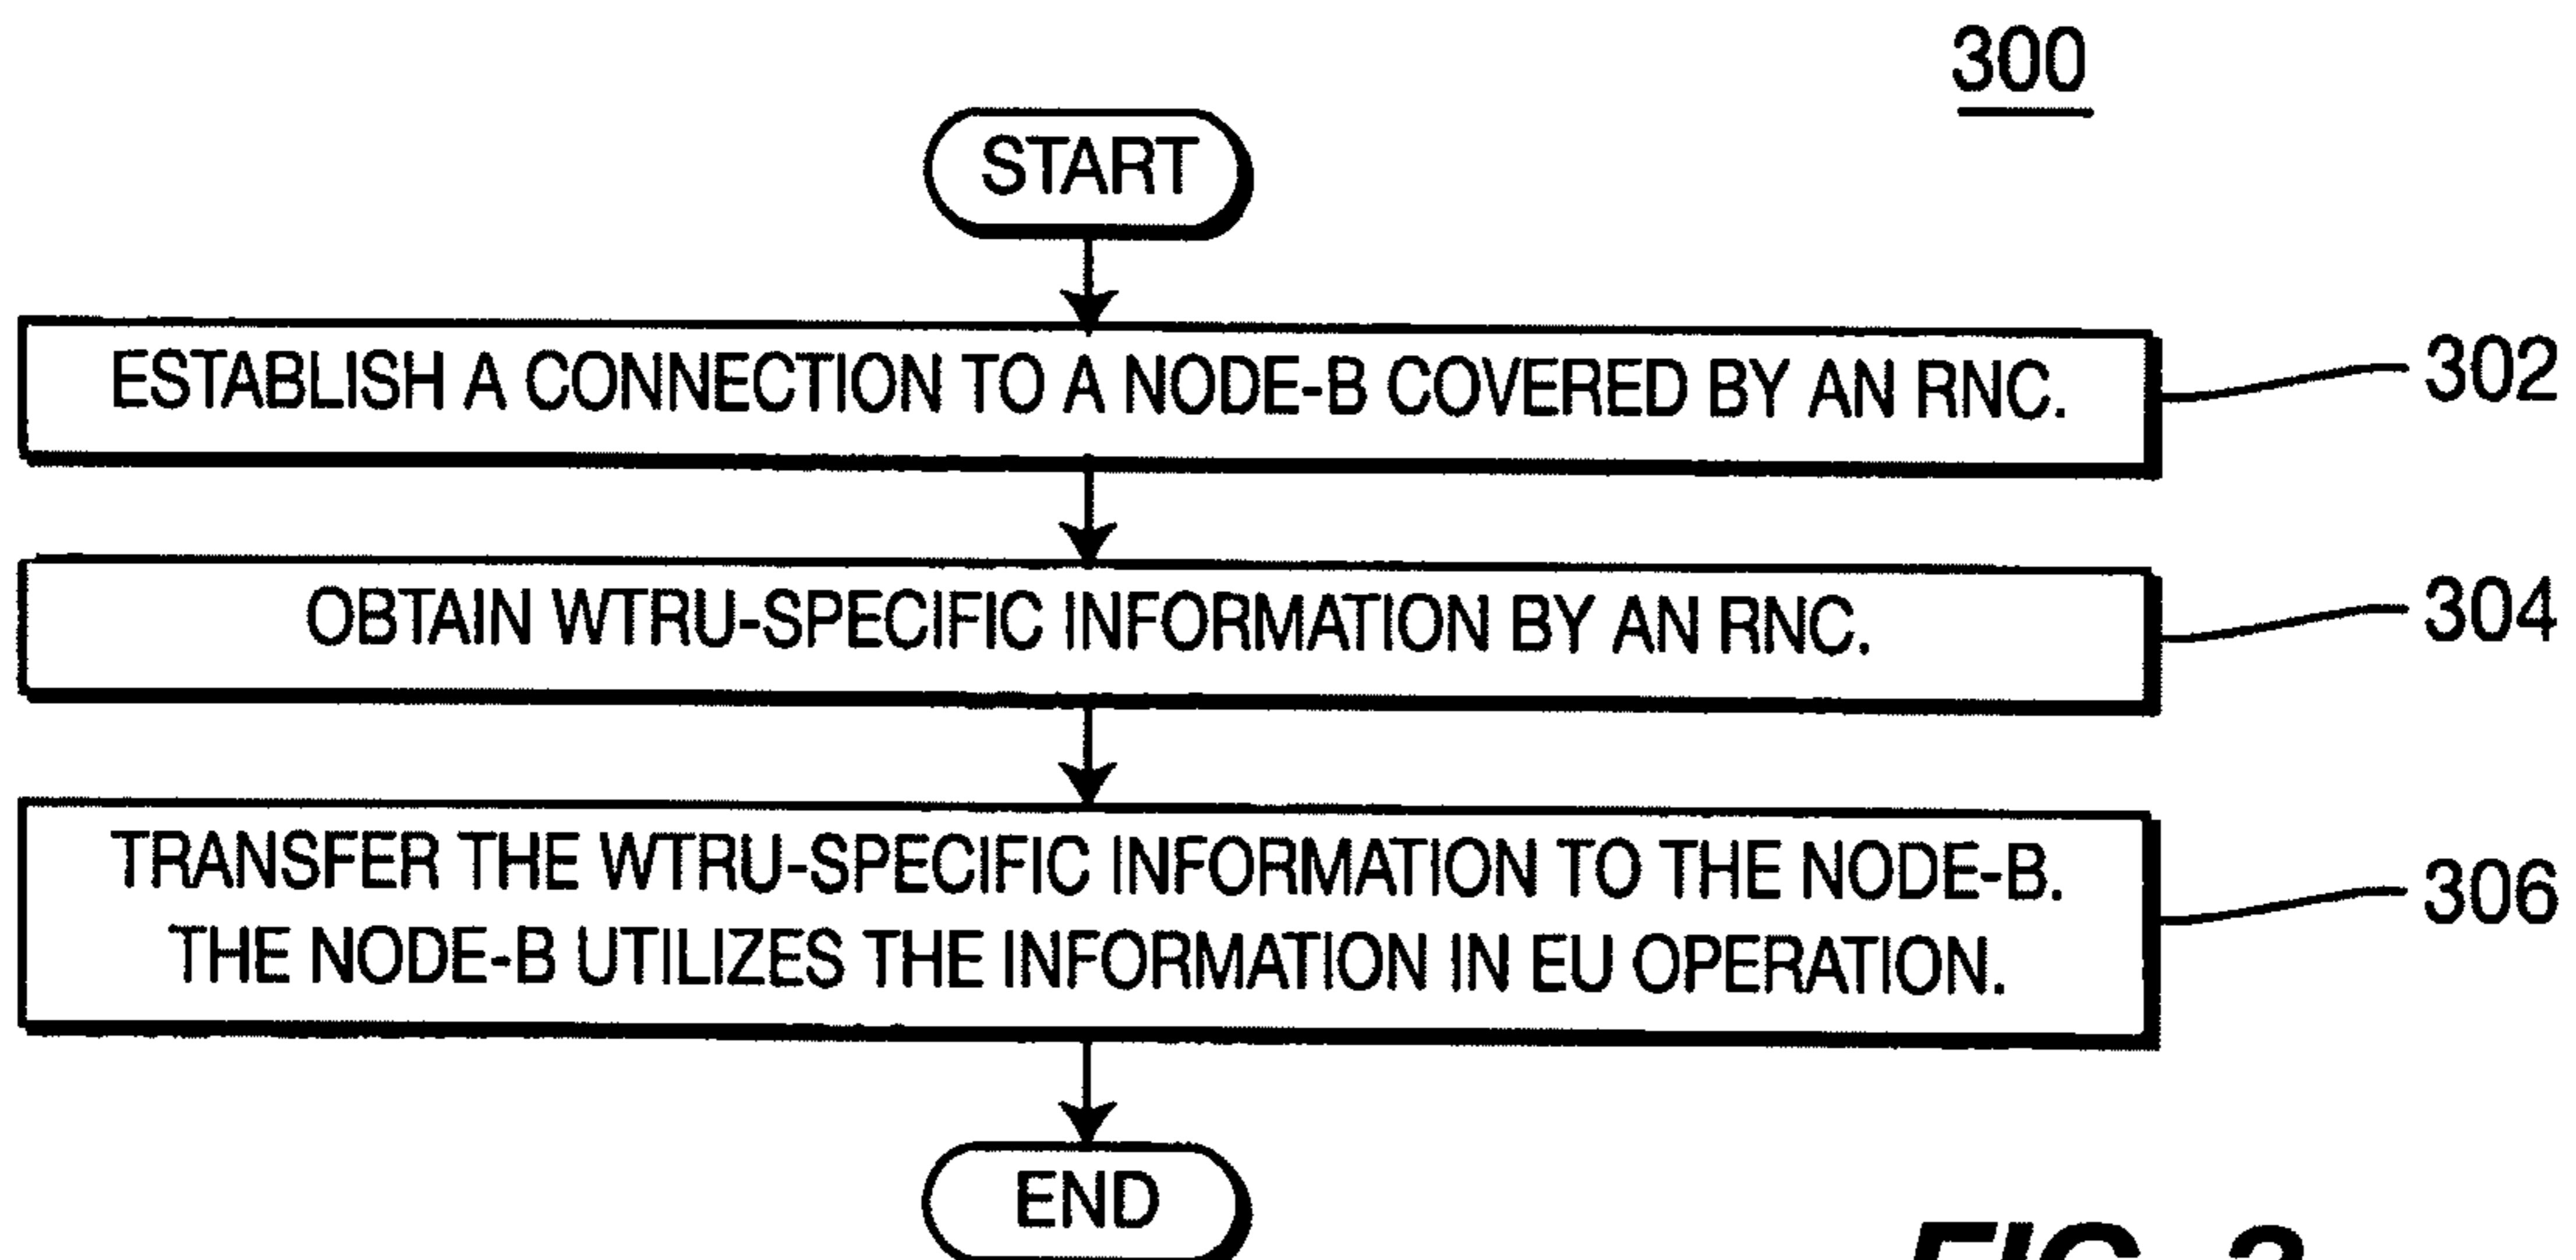 300
START
ESTABLISH A CONNECTION TO A NODE-B COVERED BY AN RNC.
302
OBTAIN WTRU-SPECIFIC INFORMATION BY AN RNC.
304
TRANSFER THE WTRU-SPECIFIC INFORMATION TO THE NODE-B.
THE NODE-B UTILIZES THE INFORMATION IN EU OPERATION.
306
END
FIG.